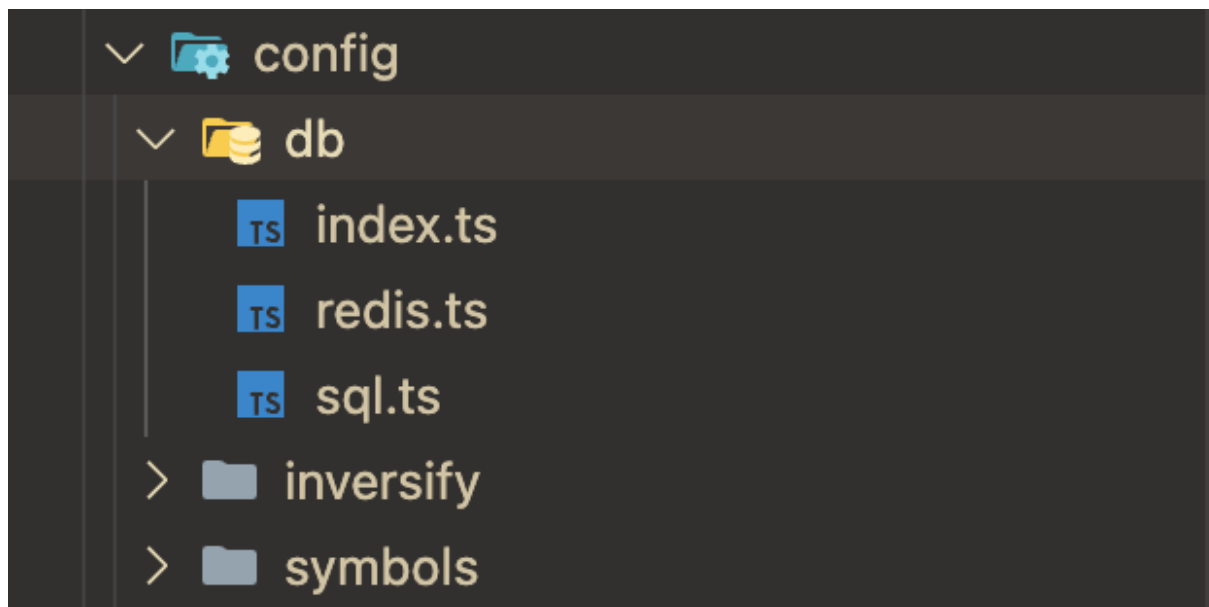 config
db
TS index.ts
TS redis.ts
TS sql.ts
inversify
symbols